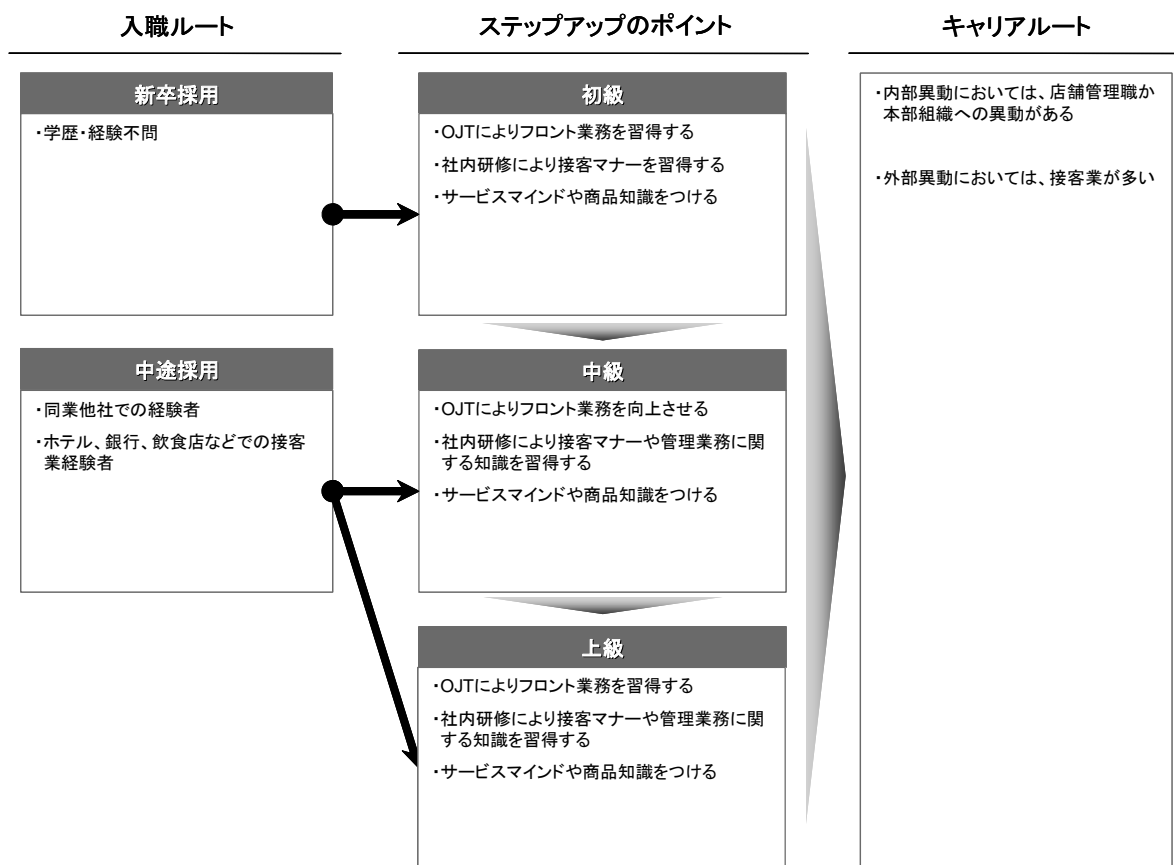 入職ルート
ステップアップのポイント
キャリアルート
新卒採用
・学歴・経験不問
初級
・OJTによりフロント業務を習得する
・社内研修により接客マナーを習得する
・サービスマインドや商品知識をつける
・内部異動においては、店舗管理職か
本部組織への異動がある
・外部異動においては、接客業が多い
中途採用
・同業他社での経験者
・ホテル、銀行、飲食店などでの接客
業経験者
中級
・OJTによりフロント業務を向上させる
・社内研修により接客マナーや管理業務に関
する知識を習得する
・サービスマインドや商品知識をつける
上級
・OJTによりフロント業務を習得する
・社内研修により接客マナーや管理業務に関
する知識を習得する
・サービスマインドや商品知識をつける